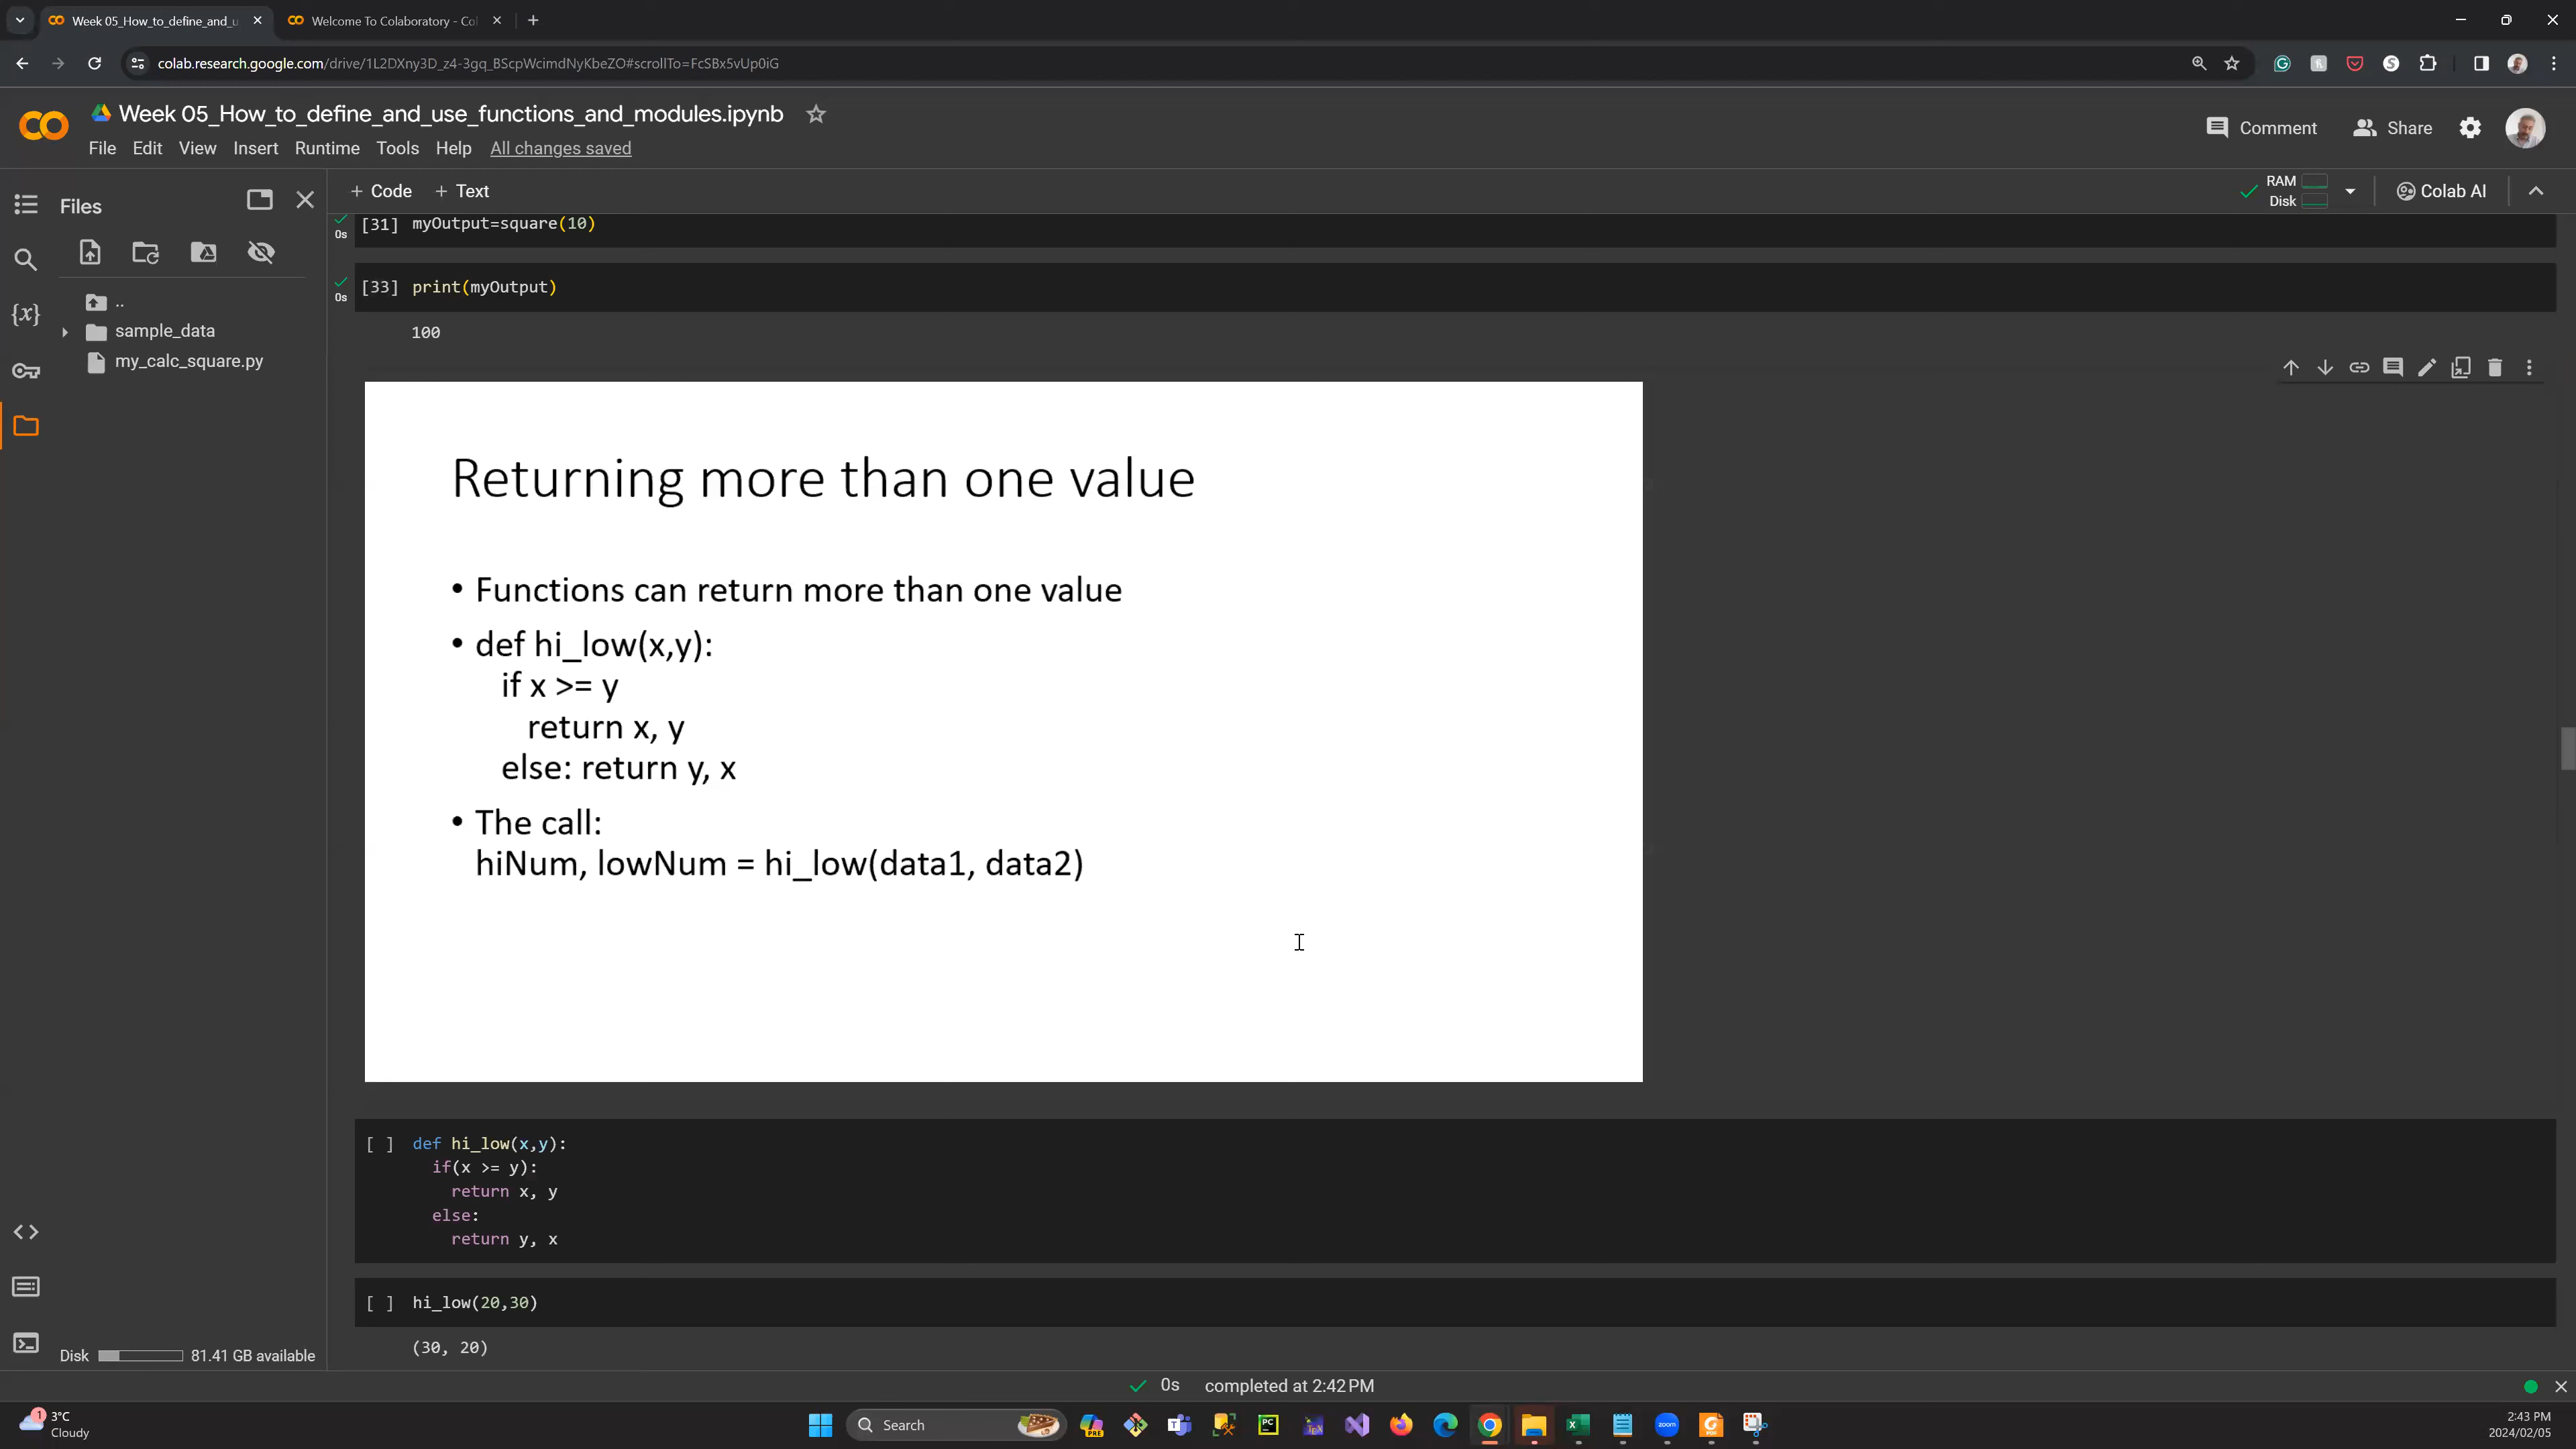 Week 05_How_to_define_and_u
Welcome To Colaboratory - Col
colab.research.google.com/drive/1L2DXny3D_z4-3gq_BScpWcimdNyKbeZO#scrollTo=FcSBx5vUp0iG
Week 05_How_to_define_and_use_functions_and_modules.ipynb
Comment Share
File Edit View Insert Runtime Tools Help All changes saved
Files
+ Code + Text
RAM
Disk
Colab AI
[31] myOutput=square(10)
0s
[33] print(myOutput)
0s
100
..
sample_data
my_calc_square.py
{x}
Returning more than one value
• Functions can return more than one value
• def hi_low(x,y):
if x >= y
return x, y
else: return y, x
• The call:
hiNum, lowNum = hi_low(data1, data2)
[ ] def hi_low(x,y):
if(x >= y):
return x, y
else:
return y, x
[ ] hi_low(20,30)
(30, 20)
Disk 81.41 GB available
0s completed at 2:42 PM
1
3°C
Cloudy
Search
PRE
PC
zoom
2:43 PM
2024/02/05